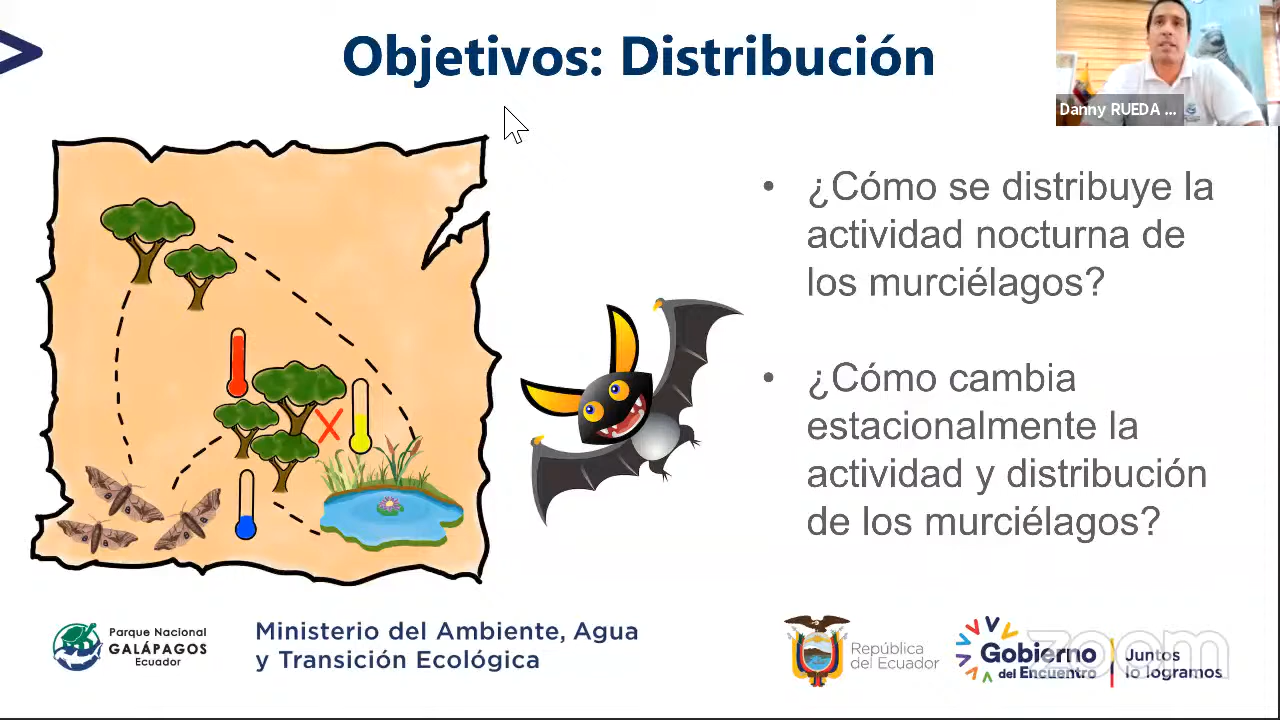 Objetivos: Distribución
Danny RUEDA ...
¿Cómo se distribuye la
actividad nocturna de
los murciélagos?
¿Cómo cambia
estacionalmente la
actividad y distribución
de los murciélagos?
Parque Nacional
GALÁPAGOS
Ecuador
Ministerio del Ambiente, Agua
y Transición Ecológica
República
del Ecuador
Gobierno
del Encuentro
Juntos
lo logramos
zoom